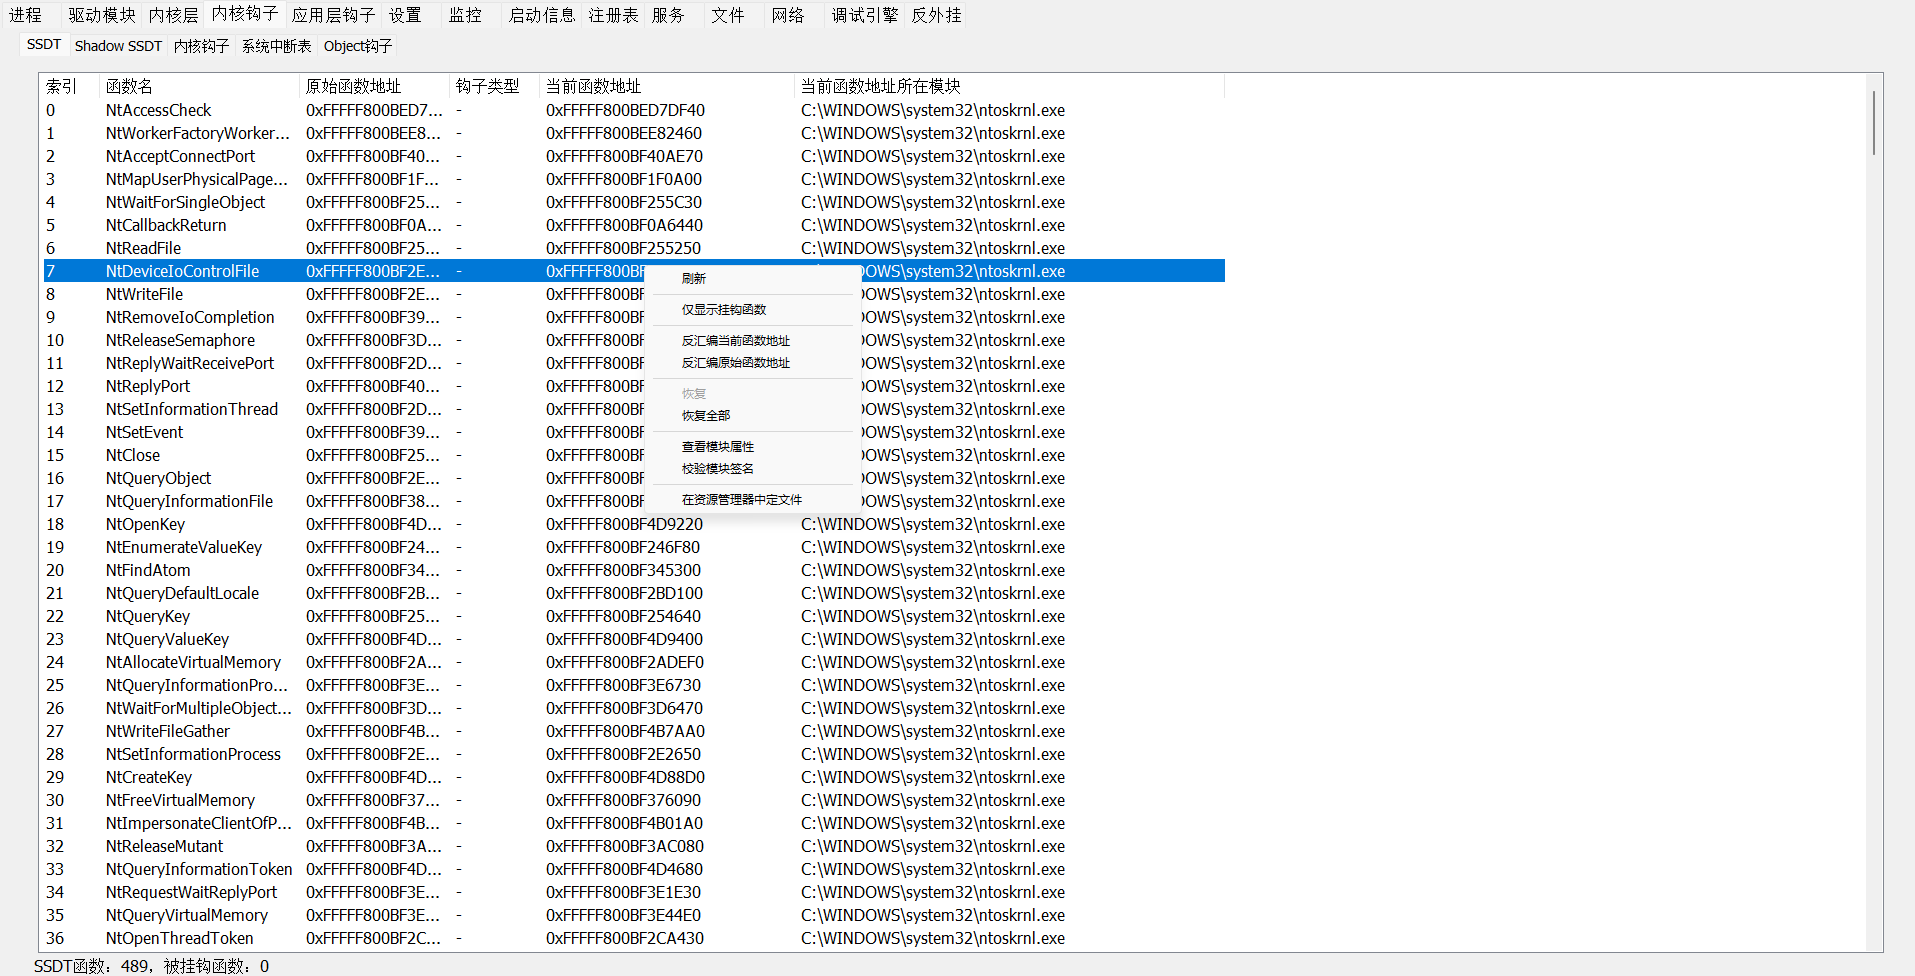 进程 驱动模块 内核层 内核钩子 应用层钩子 设置 监控 启动信息 注册表 服务 文件 网络 调试引擎 反外挂
SSDT Shadow SSDT 内核钩子 系统中断表 Object钩子
索引 函数名 原始函数地址 钩子类型 当前函数地址 当前函数地址所在模块
0 NtAccessCheck 0xFFFFF800BED7... - 0xFFFFF800BED7DF40 C:\WINDOWS\system32\ntoskrnl.exe
1 NtWorkerFactoryWorker... 0xFFFFF800BEE8... - 0xFFFFF800BEE82460 C:\WINDOWS\system32\ntoskrnl.exe
2 NtAcceptConnectPort 0xFFFFF800BF40... - 0xFFFFF800BF40AE70 C:\WINDOWS\system32\ntoskrnl.exe
3 NtMapUserPhysicalPage... 0xFFFFF800BF1F... - 0xFFFFF800BF1F0A00 C:\WINDOWS\system32\ntoskrnl.exe
4 NtWaitForSingleObject 0xFFFFF800BF25... - 0xFFFFF800BF255C30 C:\WINDOWS\system32\ntoskrnl.exe
5 NtCallbackReturn 0xFFFFF800BF0A... - 0xFFFFF800BF0A6440 C:\WINDOWS\system32\ntoskrnl.exe
6 NtReadFile 0xFFFFF800BF25... - 0xFFFFF800BF255250 C:\WINDOWS\system32\ntoskrnl.exe
7 NtDeviceIoControlFile 0xFFFFF800BF2E... - 0xFFFFF800BF OWS\system32\ntoskrnl.exe
8 NtWriteFile 0xFFFFF800BF2E... - 0xFFFFF800BF OWS\system32\ntoskrnl.exe
9 NtRemoveIoCompletion 0xFFFFF800BF39... - 0xFFFFF800BF OWS\system32\ntoskrnl.exe
10 NtReleaseSemaphore 0xFFFFF800BF3D... - 0xFFFFF800BF OWS\system32\ntoskrnl.exe
11 NtReplyWaitReceivePort 0xFFFFF800BF2D... - 0xFFFFF800BF OWS\system32\ntoskrnl.exe
12 NtReplyPort 0xFFFFF800BF40... - 0xFFFFF800BF OWS\system32\ntoskrnl.exe
13 NtSetInformationThread 0xFFFFF800BF2D... - 0xFFFFF800BF OWS\system32\ntoskrnl.exe
14 NtSetEvent 0xFFFFF800BF39... - 0xFFFFF800BF OWS\system32\ntoskrnl.exe
15 NtClose 0xFFFFF800BF25... - 0xFFFFF800BF OWS\system32\ntoskrnl.exe
16 NtQueryObject 0xFFFFF800BF2E... - 0xFFFFF800BF OWS\system32\ntoskrnl.exe
17 NtQueryInformationFile 0xFFFFF800BF38... - 0xFFFFF800BF OWS\system32\ntoskrnl.exe
刷新
仅显示挂钩函数
反汇编当前函数地址
反汇编原始函数地址
恢复
恢复全部
查看模块属性
校验模块签名
在资源管理器中定文件
18 NtOpenKey 0xFFFFF800BF4D... - 0xFFFFF800BF4D9220 C:\WINDOWS\system32\ntoskrnl.exe
19 NtEnumerateValueKey 0xFFFFF800BF24... - 0xFFFFF800BF246F80 C:\WINDOWS\system32\ntoskrnl.exe
20 NtFindAtom 0xFFFFF800BF34... - 0xFFFFF800BF345300 C:\WINDOWS\system32\ntoskrnl.exe
21 NtQueryDefaultLocale 0xFFFFF800BF2B... - 0xFFFFF800BF2BD100 C:\WINDOWS\system32\ntoskrnl.exe
22 NtQueryKey 0xFFFFF800BF25... - 0xFFFFF800BF254640 C:\WINDOWS\system32\ntoskrnl.exe
23 NtQueryValueKey 0xFFFFF800BF4D... - 0xFFFFF800BF4D9400 C:\WINDOWS\system32\ntoskrnl.exe
24 NtAllocateVirtualMemory 0xFFFFF800BF2A... - 0xFFFFF800BF2ADEF0 C:\WINDOWS\system32\ntoskrnl.exe
25 NtQueryInformationPro... 0xFFFFF800BF3E... - 0xFFFFF800BF3E6730 C:\WINDOWS\system32\ntoskrnl.exe
26 NtWaitForMultipleObject... 0xFFFFF800BF3D... - 0xFFFFF800BF3D6470 C:\WINDOWS\system32\ntoskrnl.exe
27 NtWriteFileGather 0xFFFFF800BF4B... - 0xFFFFF800BF4B7AA0 C:\WINDOWS\system32\ntoskrnl.exe
28 NtSetInformationProcess 0xFFFFF800BF2E... - 0xFFFFF800BF2E2650 C:\WINDOWS\system32\ntoskrnl.exe
29 NtCreateKey 0xFFFFF800BF4D... - 0xFFFFF800BF4D88D0 C:\WINDOWS\system32\ntoskrnl.exe
30 NtFreeVirtualMemory 0xFFFFF800BF37... - 0xFFFFF800BF376090 C:\WINDOWS\system32\ntoskrnl.exe
31 NtImpersonateClientOfP... 0xFFFFF800BF4B... - 0xFFFFF800BF4B01A0 C:\WINDOWS\system32\ntoskrnl.exe
32 NtReleaseMutant 0xFFFFF800BF3A... - 0xFFFFF800BF3AC080 C:\WINDOWS\system32\ntoskrnl.exe
33 NtQueryInformationToken 0xFFFFF800BF4D... - 0xFFFFF800BF4D4680 C:\WINDOWS\system32\ntoskrnl.exe
34 NtRequestWaitReplyPort 0xFFFFF800BF3E... - 0xFFFFF800BF3E1E30 C:\WINDOWS\system32\ntoskrnl.exe
35 NtQueryVirtualMemory 0xFFFFF800BF3E... - 0xFFFFF800BF3E44E0 C:\WINDOWS\system32\ntoskrnl.exe
36 NtOpenThreadToken 0xFFFFF800BF2C... - 0xFFFFF800BF2CA430 C:\WINDOWS\system32\ntoskrnl.exe
SSDT函数：489，被挂钩函数：0